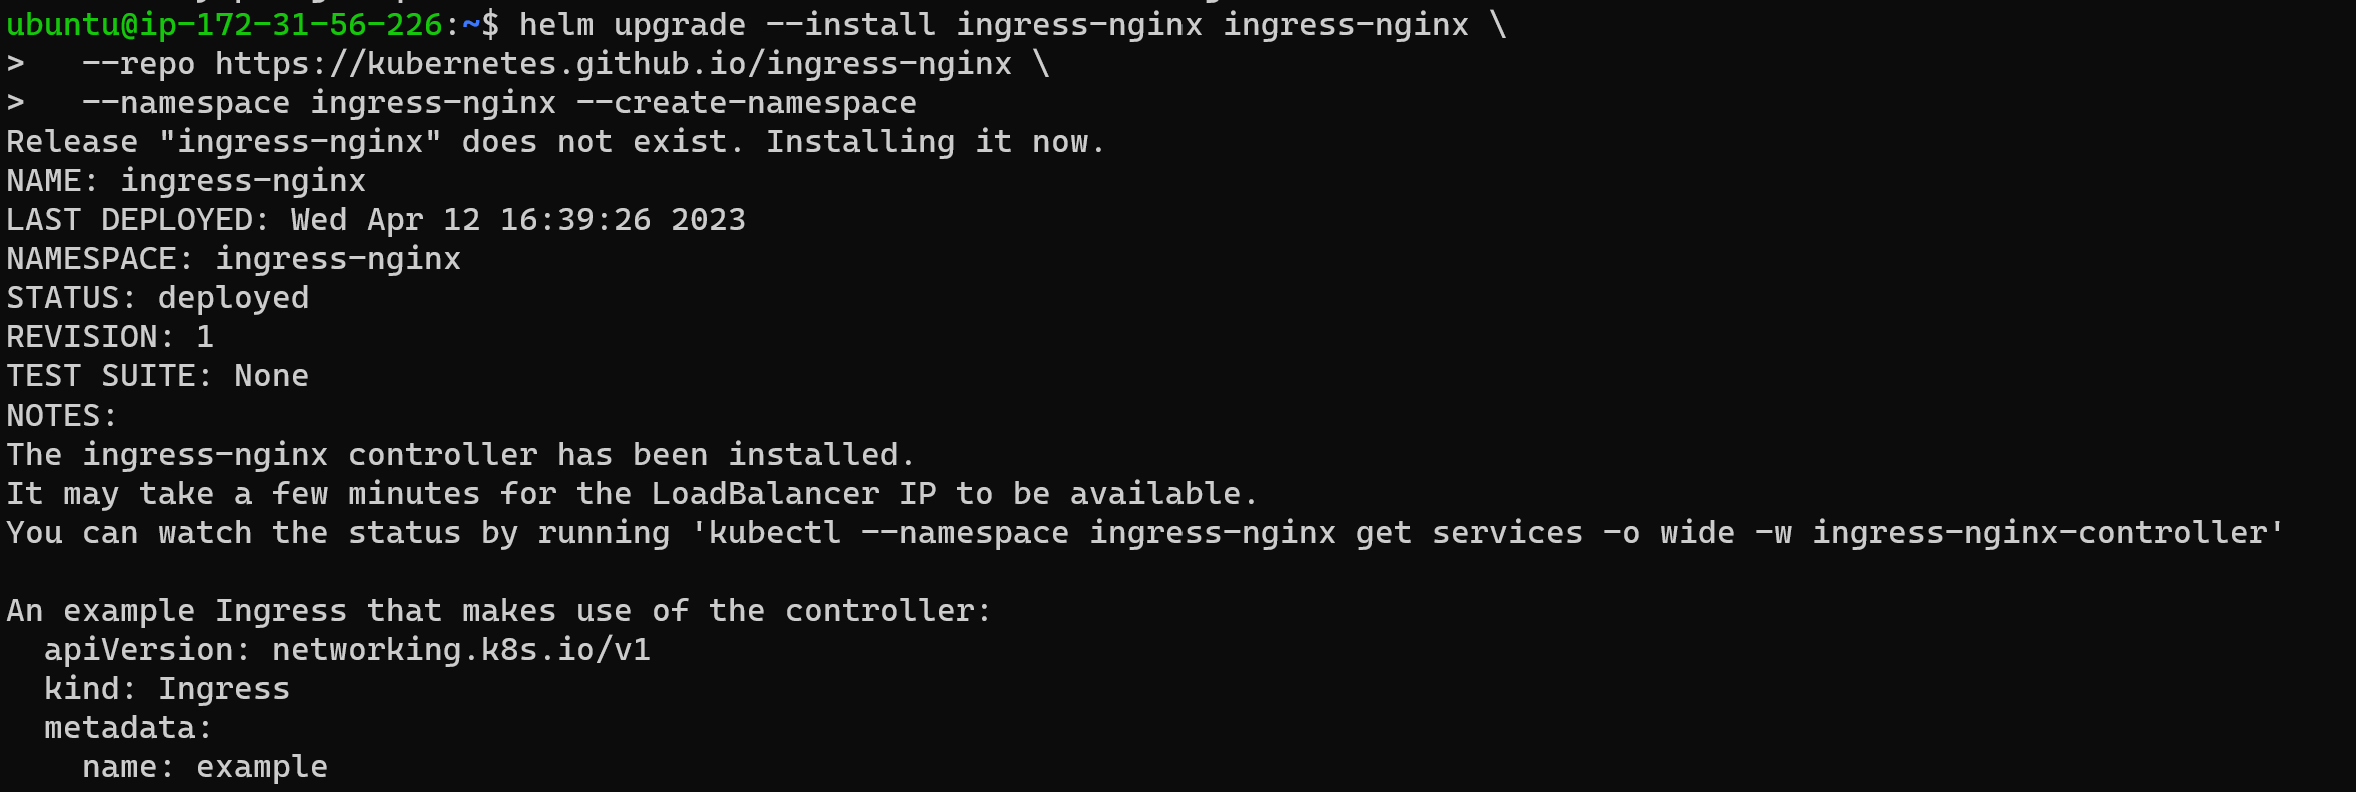 ubuntu@ip-172-31-56-226:~$ helm upgrade --install ingress-nginx ingress-nginx \
>   --repo https://kubernetes.github.io/ingress-nginx \
>   --namespace ingress-nginx --create-namespace
Release "ingress-nginx" does not exist. Installing it now.
NAME: ingress-nginx
LAST DEPLOYED: Wed Apr 12 16:39:26 2023
NAMESPACE: ingress-nginx
STATUS: deployed
REVISION: 1
TEST SUITE: None
NOTES:
The ingress-nginx controller has been installed.
It may take a few minutes for the LoadBalancer IP to be available.
You can watch the status by running 'kubectl --namespace ingress-nginx get services -o wide -w ingress-nginx-controller'

An example Ingress that makes use of the controller:
  apiVersion: networking.k8s.io/v1
  kind: Ingress
  metadata:
    name: example